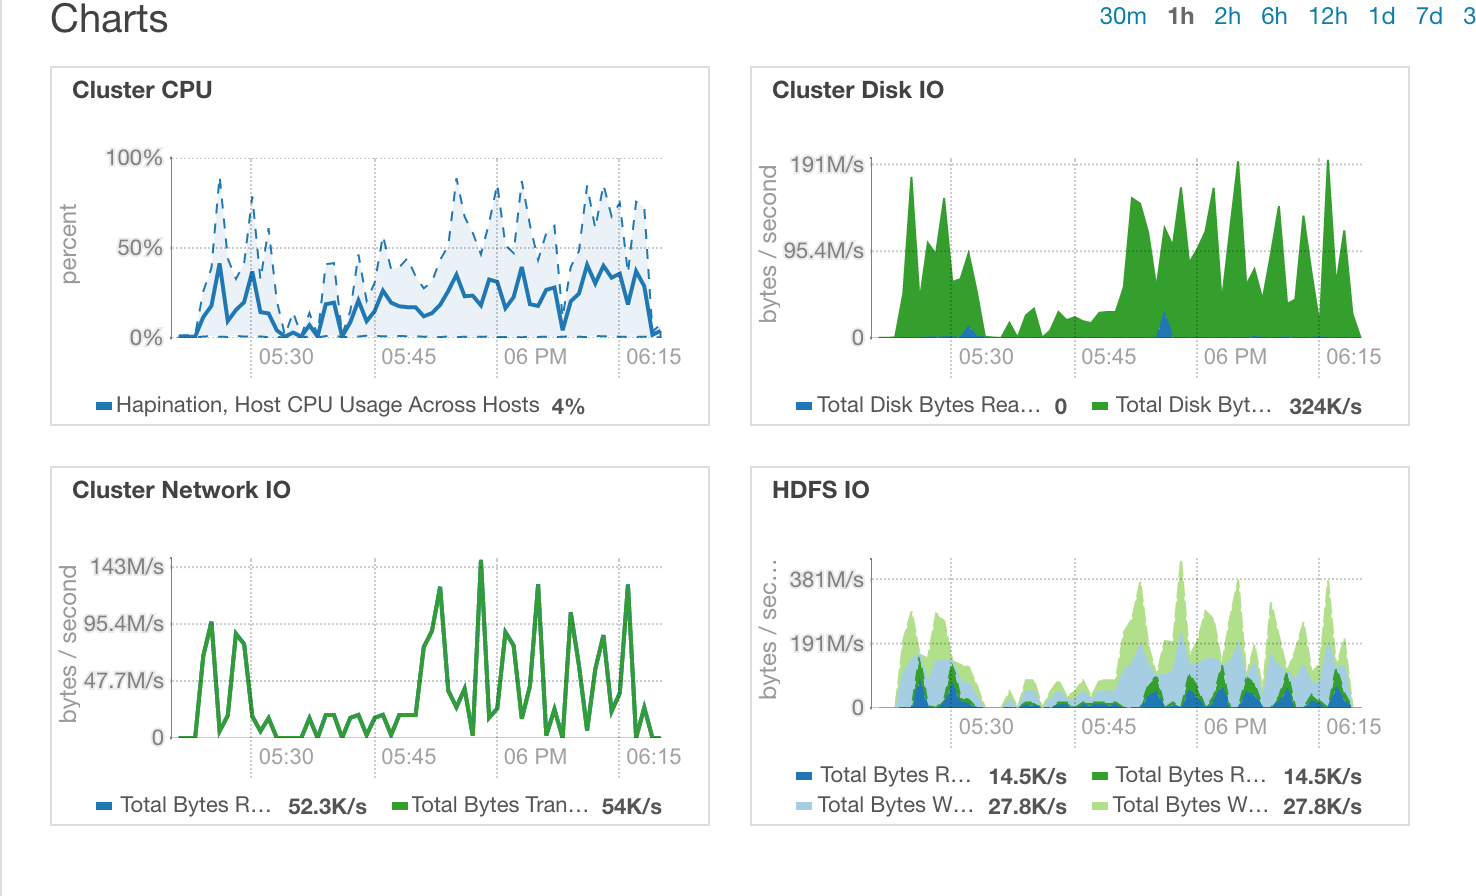 Charts
30m 1h 2h 6h 12h 1d 7d 3
Cluster CPU
percent
100%
50%
0%
05:30 05:45 06 PM 06:15
Hapination, Host CPU Usage Across Hosts 4%
Cluster Disk IO
bytes / second
191M/s
95.4M/s
0
05:30 05:45 06 PM 06:15
Total Disk Bytes Rea... 0 Total Disk Byt... 324K/s
Cluster Network IO
bytes / second
143M/s
95.4M/s
47.7M/s
0
05:30 05:45 06 PM 06:15
Total Bytes R... 52.3K/s Total Bytes Tran... 54K/s
HDFS IO
bytes / sec...
381M/s
191M/s
0
05:30 05:45 06 PM 06:15
Total Bytes R... 14.5K/s Total Bytes R... 14.5K/s
Total Bytes W... 27.8K/s Total Bytes W... 27.8K/s